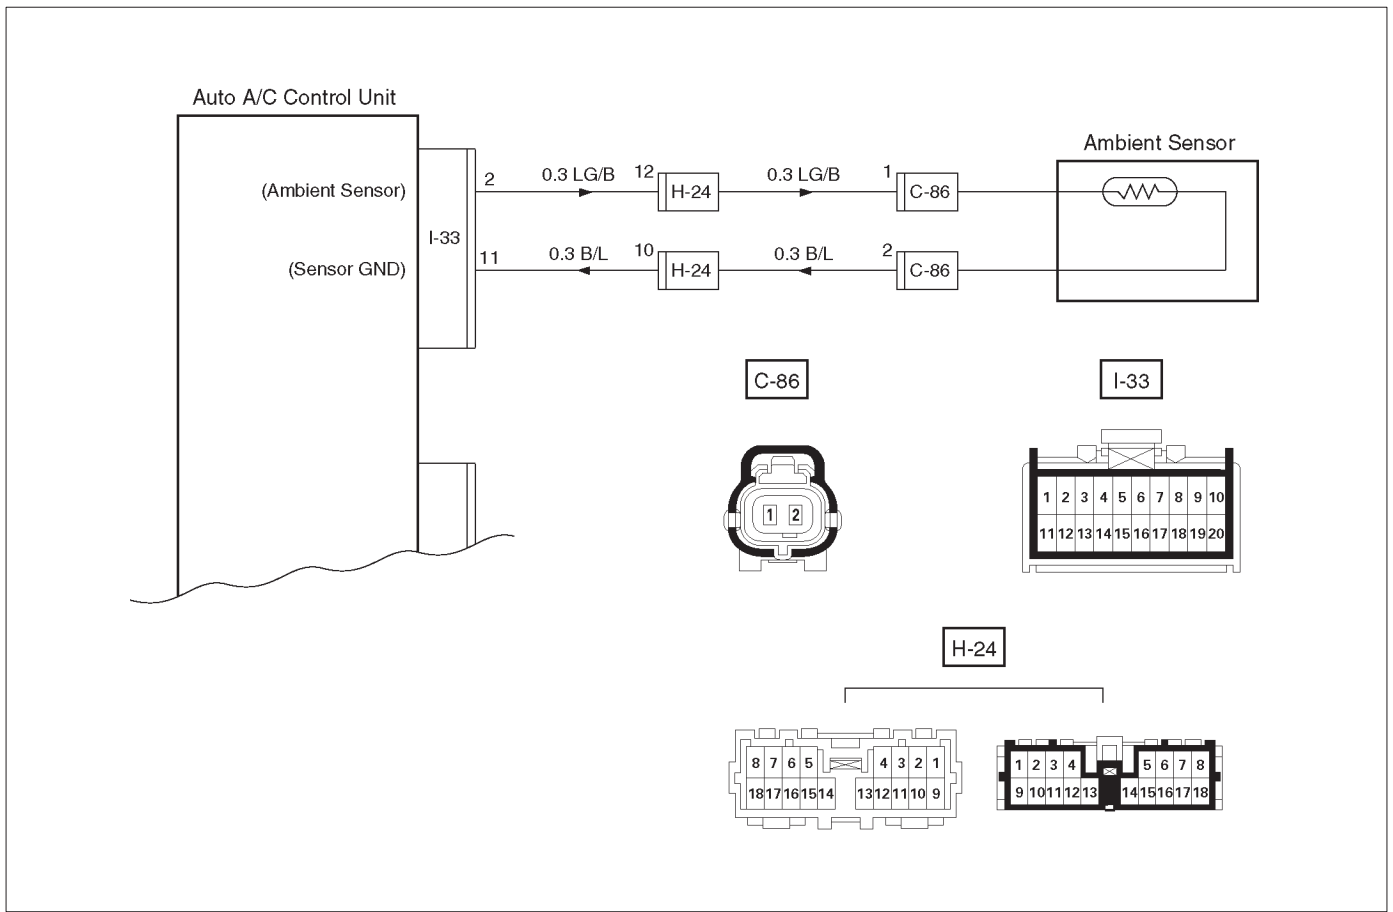 Auto A/C Control Unit
Ambient Sensor
(Ambient Sensor) 2 0.3 LG/B 12 H-24 0.3 LG/B 1 C-86
I-33
(Sensor GND) 11 0.3 B/L 10 H-24 0.3 B/L 2 C-86
C-86 I-33
1 2
1 2 3 4 5 6 7 8 9 10
11 12 13 14 15 16 17 18 19 20
H-24
8 7 6 5 4 3 2 1
18 17 16 15 14 13 12 11 10 9
1 2 3 4 5 6 7 8
9 10 11 12 13 14 15 16 17 18